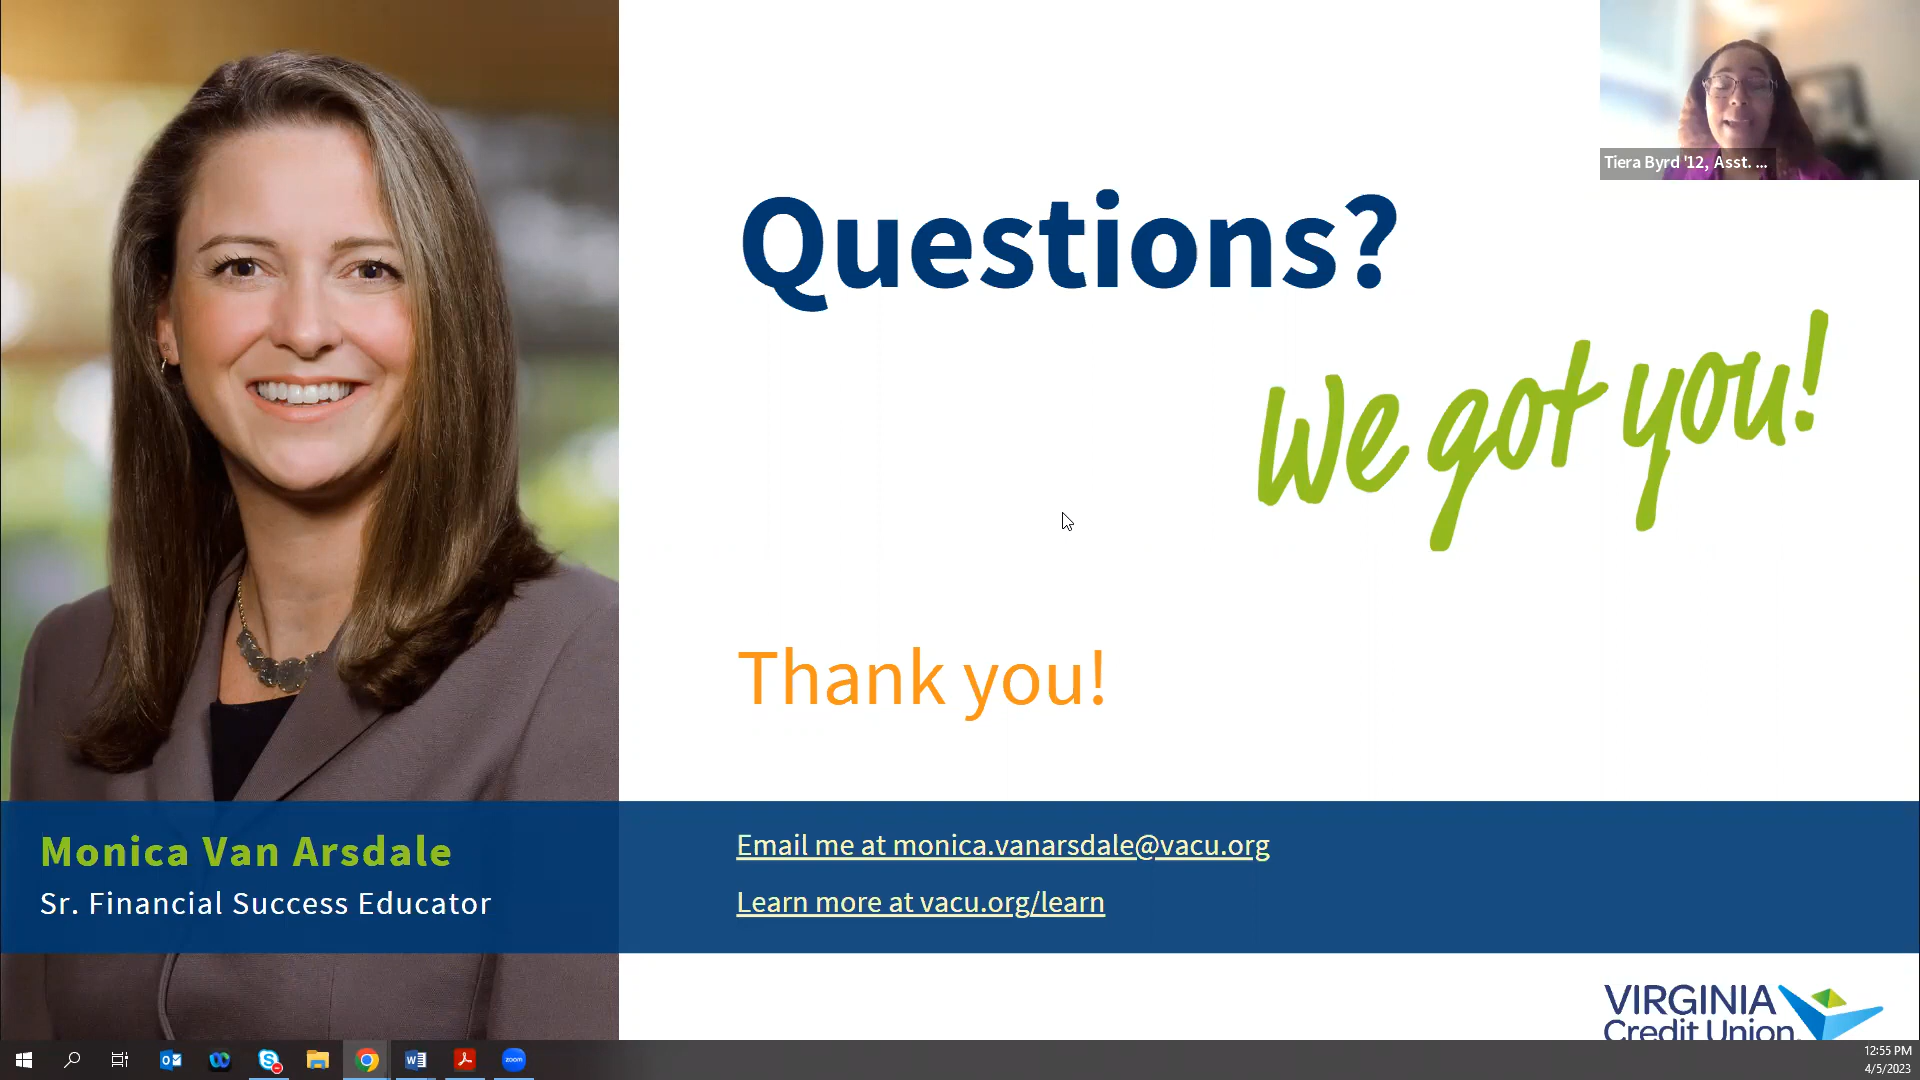 Tiera Byrd '12, Asst. ...
Questions?
We got you!
Thank you!
Monica Van Arsdale
Sr. Financial Success Educator
Email me at monica.vanarsdale@vacu.org
Learn more at vacu.org/learn
VIRGINIA
Credit Union
zoom
12:55 PM
4/5/2023